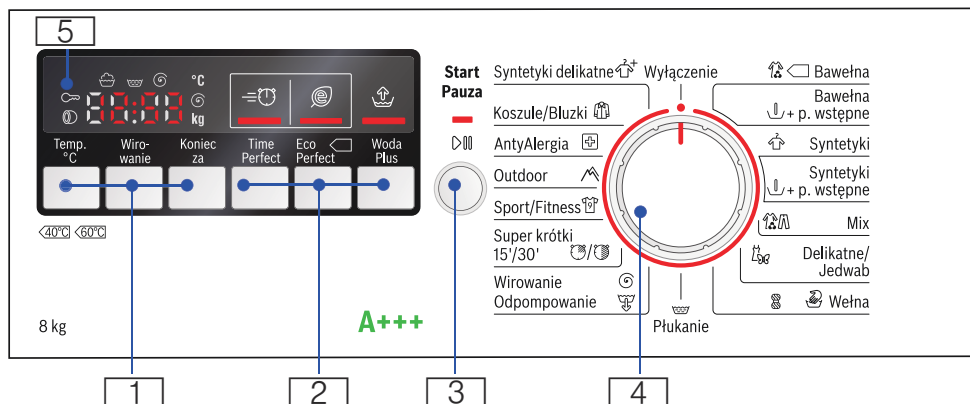 5
°C
88:88
kg
Temp.
°C
Wiro-
wanie
Koniec
za
Time
Perfect
Eco
Perfect
Woda
Plus
40°C 60°C
8 kg
A+++
Start
Pauza
Syntetyki delikatne
Koszule/Bluzki
AntyAlergia
Outdoor
Sport/Fitness
Super krótki
15'/30'
Wirowanie
Odpompowanie
Wyłączenie
Płukanie
Bawełna
Bawełna
+ p. wstępne
Syntetyki
Syntetyki
+ p. wstępne
Mix
Delikatne/
Jedwab
Wełna
1
2
3
4